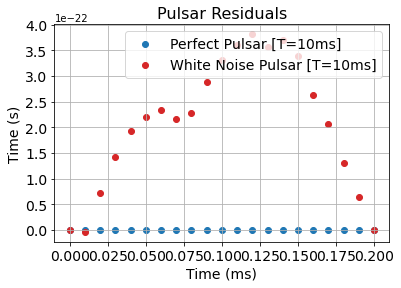 Pulsar Residuals
1e−22
Perfect Pulsar [T=10ms]
White Noise Pulsar [T=10ms]
Time (s)
4.0
3.5
3.0
2.5
2.0
1.5
1.0
0.5
0.0
0.000 0.025 0.050 0.075 0.100 0.125 0.150 0.175 0.200
Time (ms)